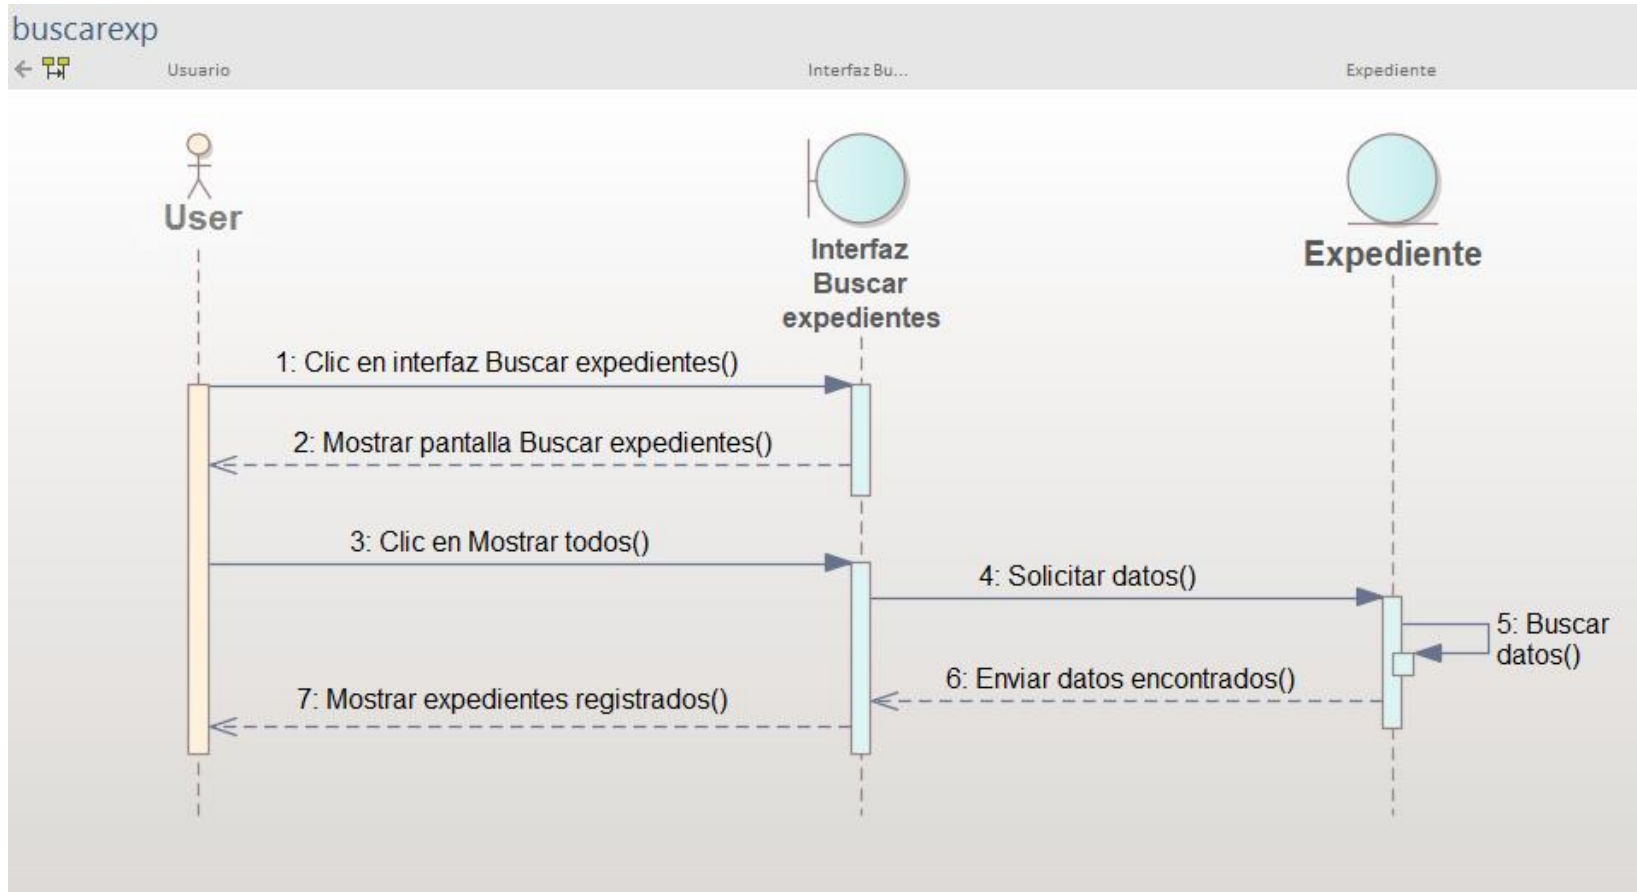 buscarexp
Usuario
Interfaz Bu...
Expediente
User
Interfaz
Buscar
expedientes
Expediente
1: Clic en interfaz Buscar expedientes()
2: Mostrar pantalla Buscar expedientes()
3: Clic en Mostrar todos()
4: Solicitar datos()
5: Buscar
datos()
6: Enviar datos encontrados()
7: Mostrar expedientes registrados()